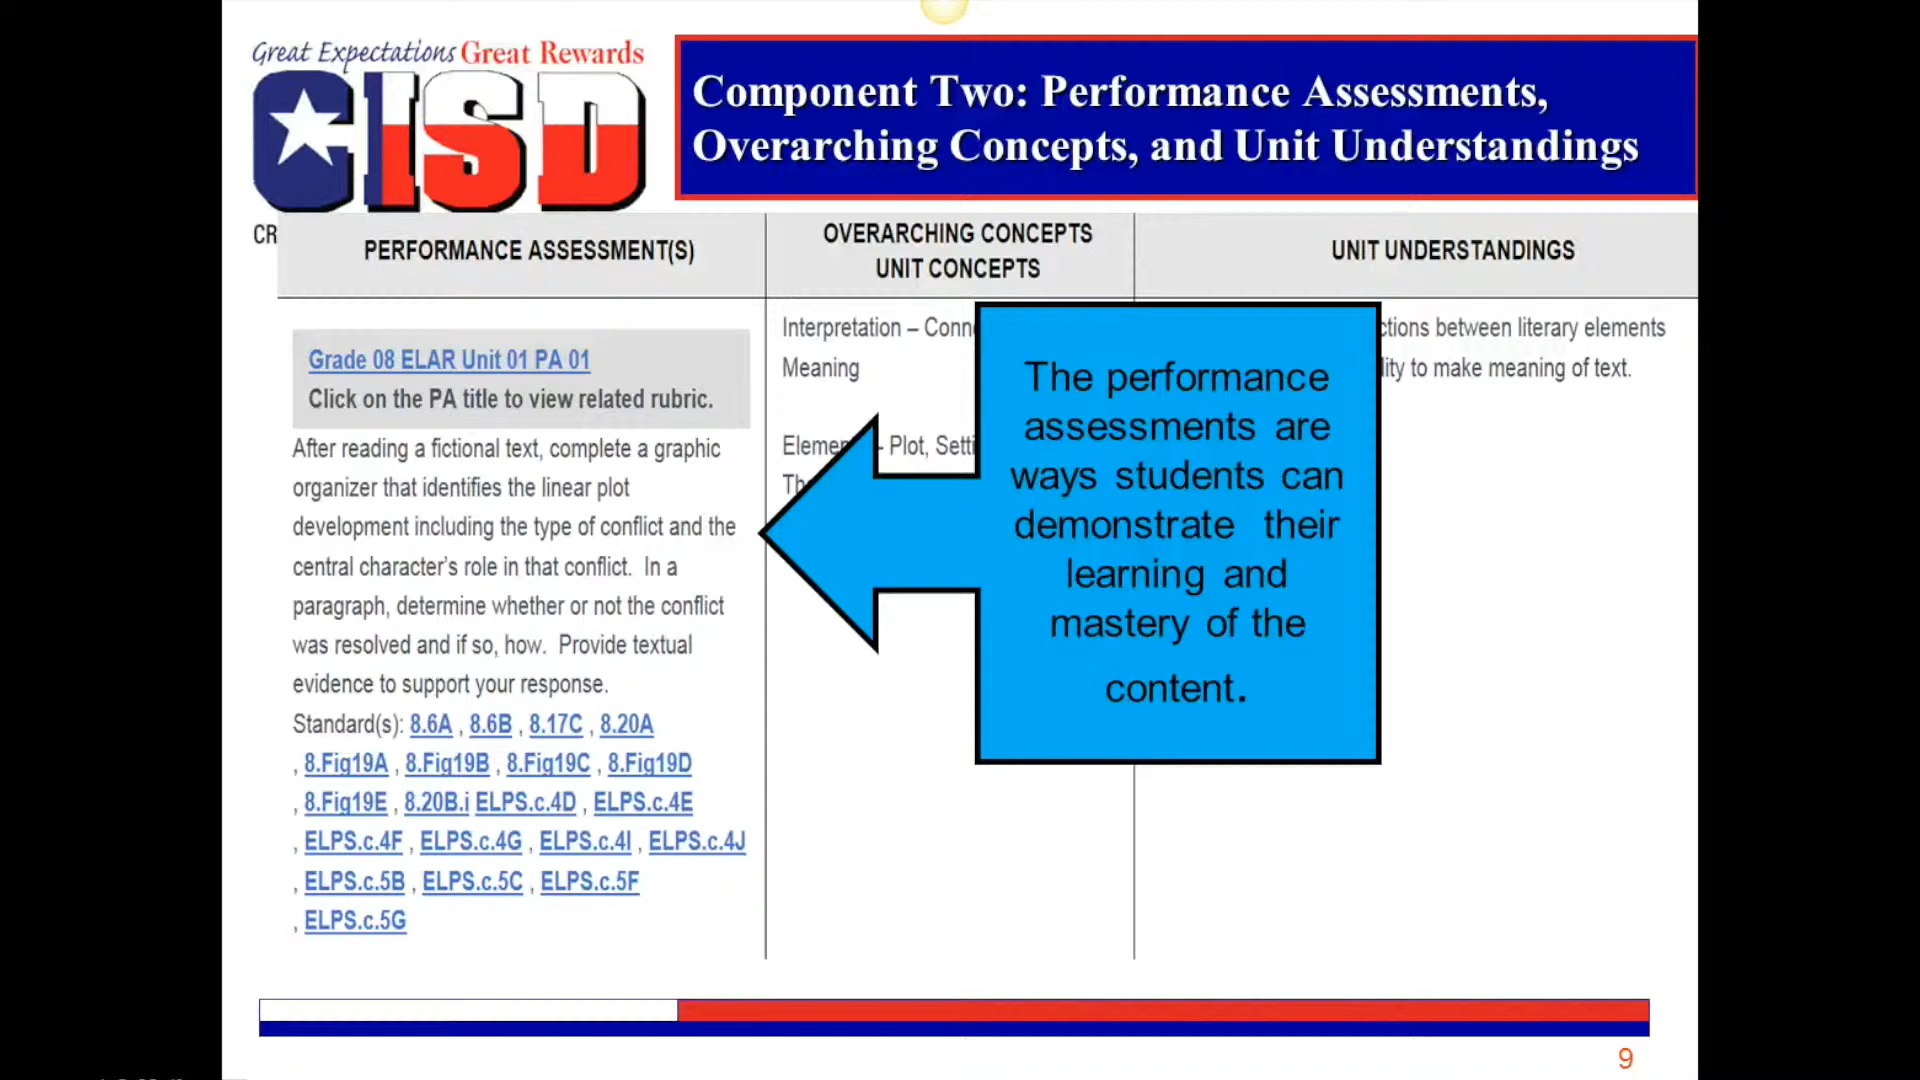 Great Expectations Great Rewards
CISD
Component Two: Performance Assessments,
Overarching Concepts, and Unit Understandings
CR
PERFORMANCE ASSESSMENT(S)
OVERARCHING CONCEPTS
UNIT CONCEPTS
UNIT UNDERSTANDINGS
Grade 08 ELAR Unit 01 PA 01
Click on the PA title to view related rubric.
After reading a fictional text, complete a graphic
organizer that identifies the linear plot
development including the type of conflict and the
central character's role in that conflict. In a
paragraph, determine whether or not the conflict
was resolved and if so, how. Provide textual
evidence to support your response.
Standard(s): 8.6A , 8.6B , 8.17C , 8.20A
, 8.Fig19A , 8.Fig19B , 8.Fig19C , 8.Fig19D
, 8.Fig19E , 8.20B.i ELPS.c.4D , ELPS.c.4E
, ELPS.c.4F , ELPS.c.4G , ELPS.c.4I , ELPS.c.4J
, ELPS.c.5B , ELPS.c.5C , ELPS.c.5F
, ELPS.c.5G
Interpretation –
Meaning
– Plot,
The performance
assessments are
ways students can
demonstrate their
learning and
mastery of the
content.
between literary elements
to make meaning of text.
9